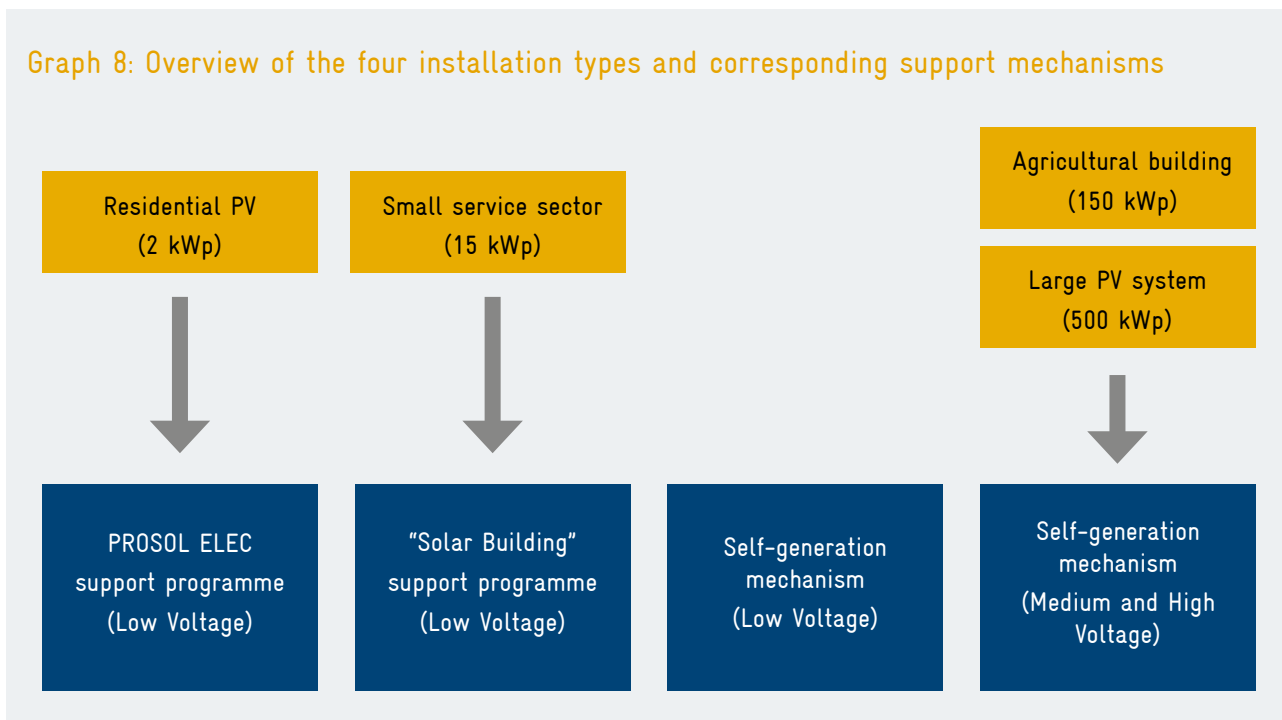 Graph 8: Overview of the four installation types and corresponding support mechanisms
Residential PV
(2 kWp)
Small service sector
(15 kWp)
Agricultural building
(150 kWp)
Large PV system
(500 kWp)
PROSOL ELEC
support programme
(Low Voltage)
“Solar Building”
support programme
(Low Voltage)
Self-generation
mechanism
(Low Voltage)
Self-generation
mechanism
(Medium and High
Voltage)